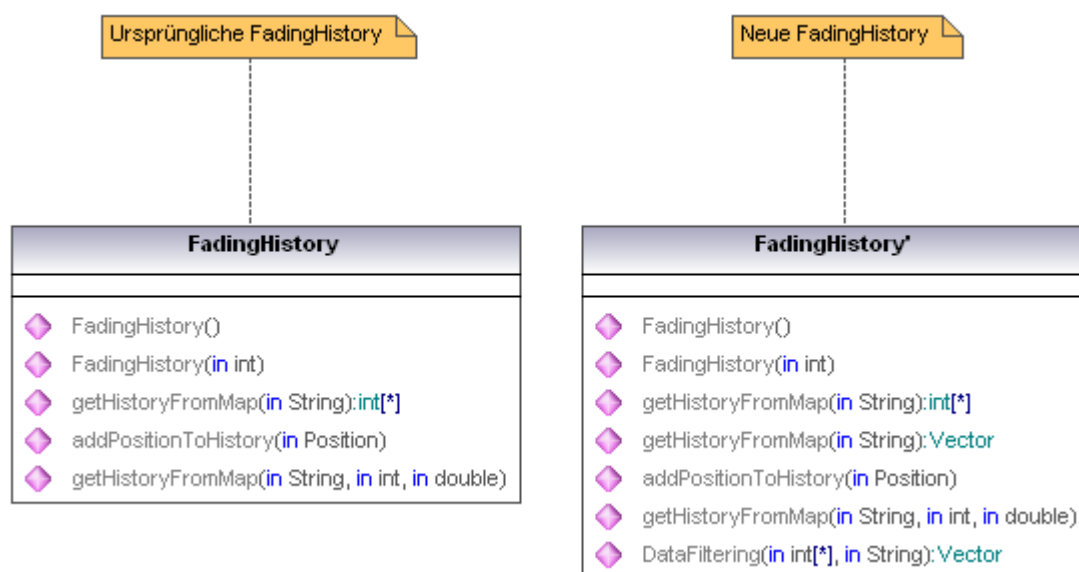 Ursprüngliche FadingHistory
Neue FadingHistory
FadingHistory
FadingHistory()
FadingHistory(in int)
getHistoryFromMap(in String):int[*]
addPositionToHistory(in Position)
getHistoryFromMap(in String, in int, in double)
FadingHistory'
FadingHistory()
FadingHistory(in int)
getHistoryFromMap(in String):int[*]
getHistoryFromMap(in String):Vector
addPositionToHistory(in Position)
getHistoryFromMap(in String, in int, in double)
DataFiltering(in int[*], in String):Vector